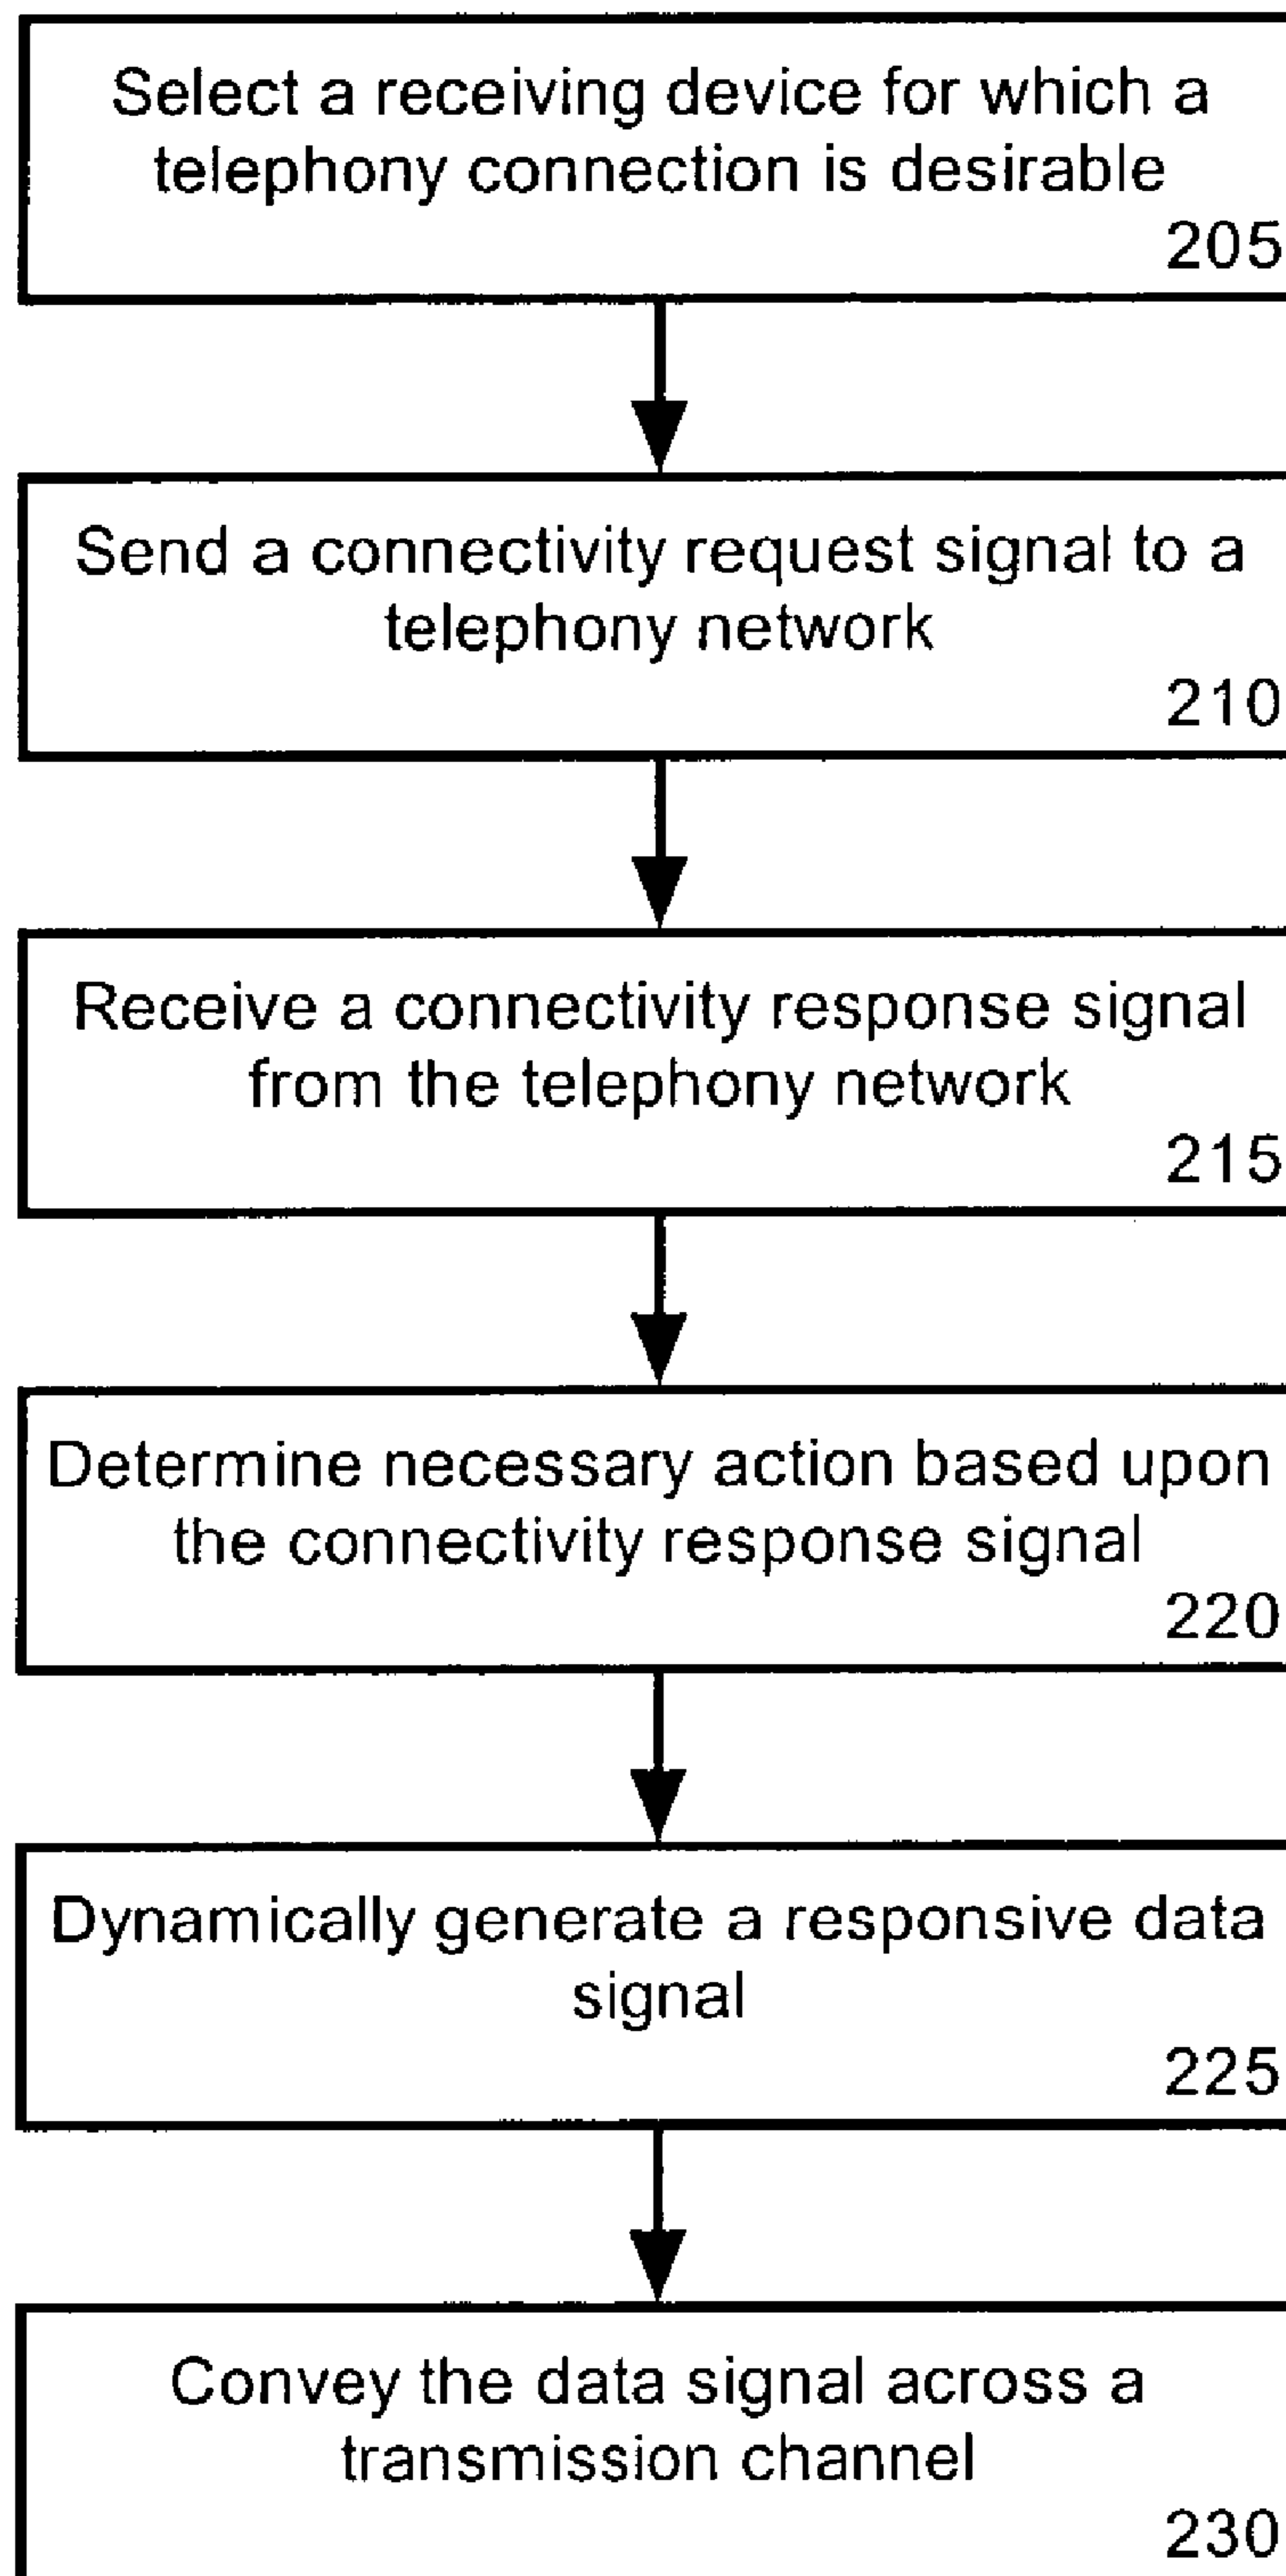 Select a receiving device for which a
telephony connection is desirable
205
Send a connectivity request signal to a
telephony network
210
Receive a connectivity response signal
from the telephony network
215
Determine necessary action based upon
the connectivity response signal
220
Dynamically generate a responsive data
signal
225
Convey the data signal across a
transmission channel
230